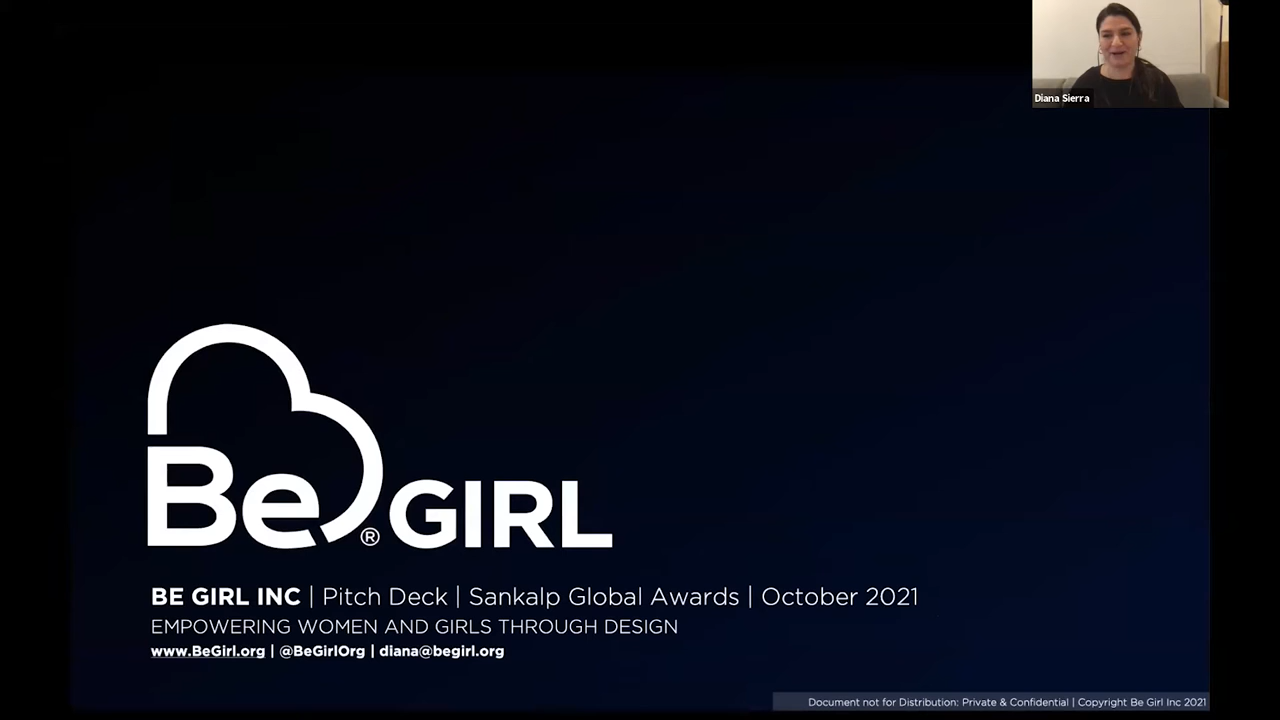 Diana Sierra
Be® GIRL
BE GIRL INC | Pitch Deck | Sankalp Global Awards | October 2021
EMPOWERING WOMEN AND GIRLS THROUGH DESIGN
www.BeGirl.org | @BeGirlOrg | diana@begirl.org
Document not for Distribution: Private & Confidential | Copyright Be Girl Inc 2021